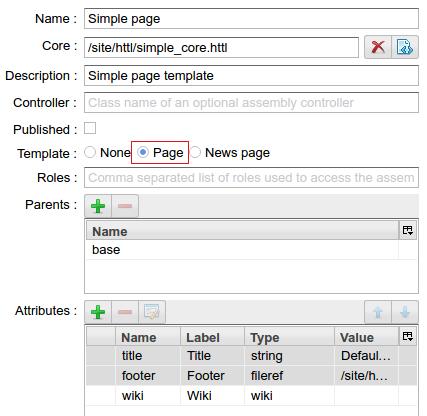 Name : Simple page
Core : /site/httl/simple_core.httl
Description : Simple page template
Controller : Class name of an optional assembly controller
Published :
Template : None Page News page
Roles : Comma separated list of roles used to access the assem
Parents :
Name
base
Attributes :
Name Label Type Value
title Title string Defaul...
footer Footer fileref /site/h...
wiki Wiki wiki